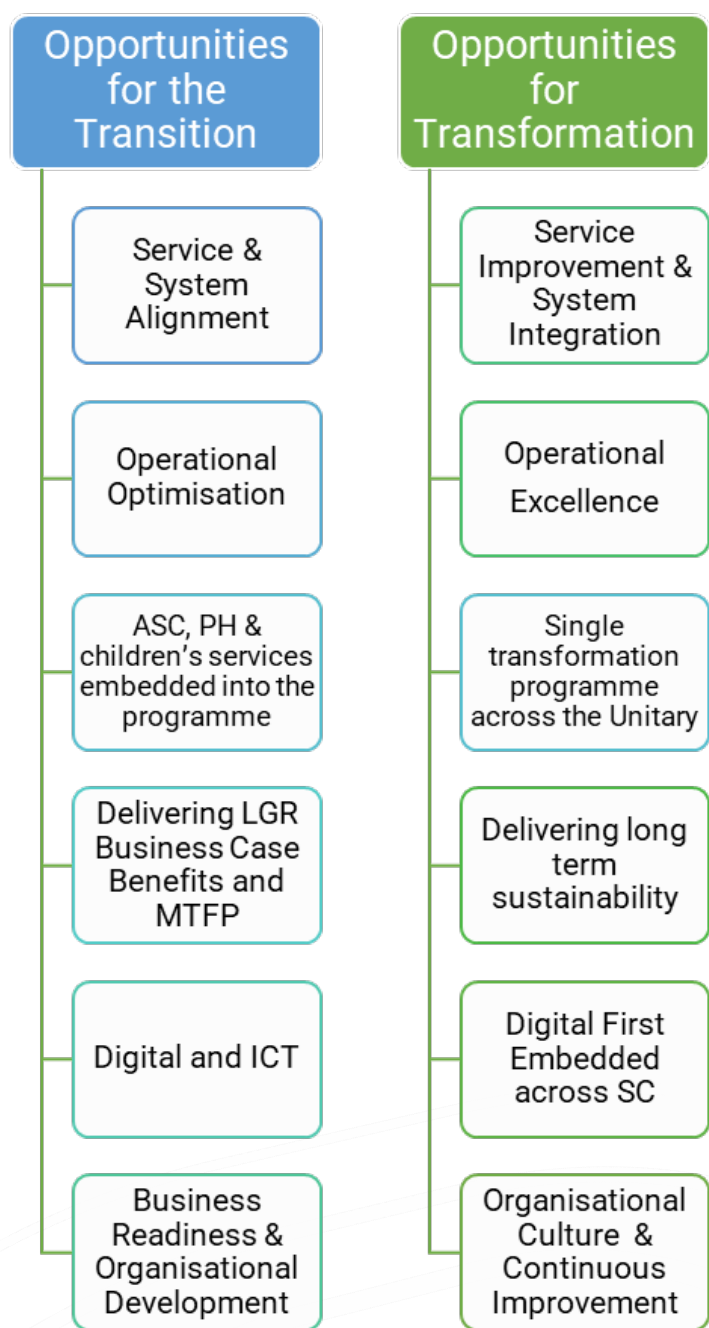 Opportunities
for the
Transition
Service &
System
Alignment
Operational
Optimisation
ASC, PH &
children's services
embedded into the
programme
Delivering LGR
Business Case
Benefits and
MTFP
Digital and ICT
Business
Readiness &
Organisational
Development
Opportunities
for
Transformation
Service
Improvement &
System
Integration
Operational
Excellence
Single
transformation
programme
across the Unitary
Delivering long
term
sustainability
Digital First
Embedded
across SC
Organisational
Culture &
Continuous
Improvement